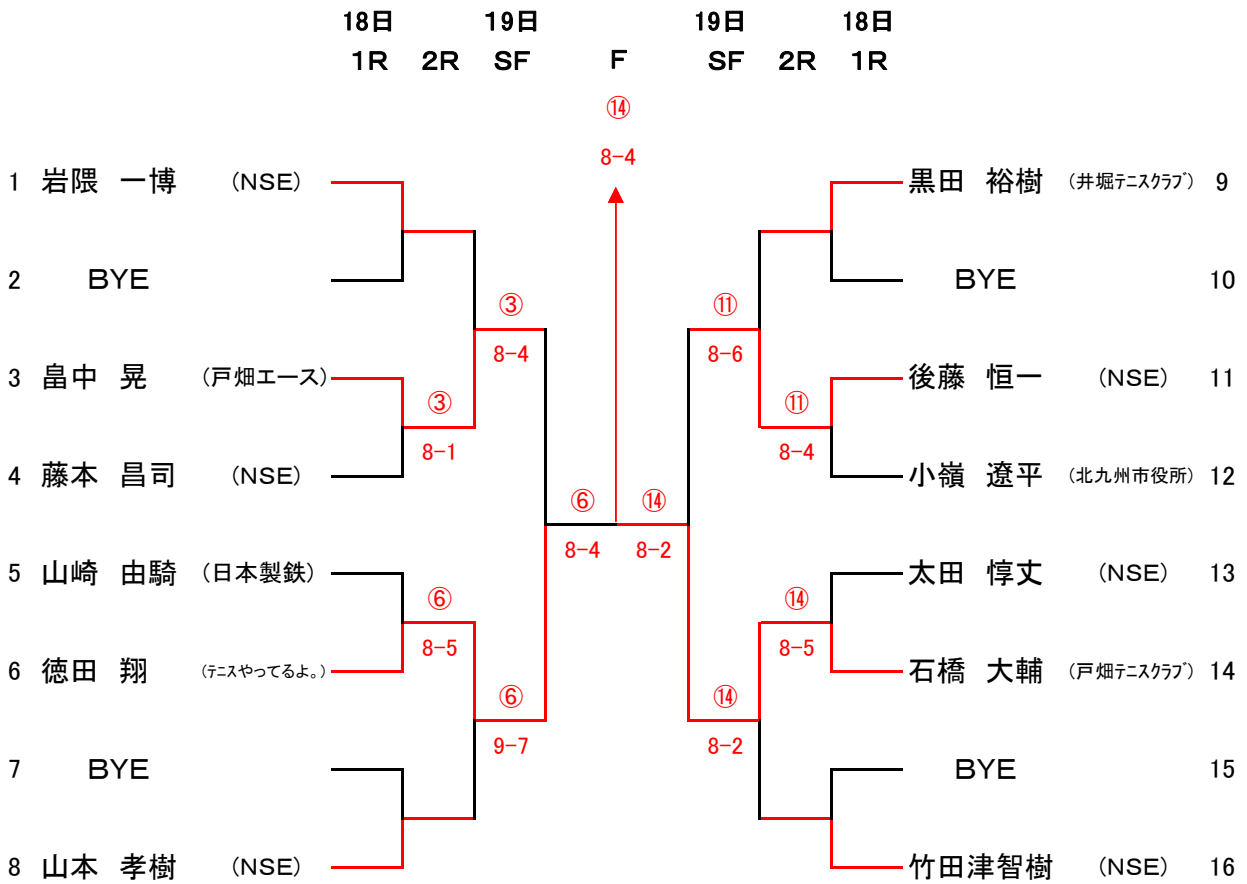 18日 19日 19日 18日
1R 2R SF F SF 2R 1R
⑭
8-4
1 岩隈 一博 (NSE) 黒田 裕樹 (井堀テニスクラブ) 9
2 BYE BYE 10
③ ⑪
8-4 8-6
3 畠中 晃 (戸畑エース) 後藤 恒一 (NSE) 11
③ ⑪
8-1 8-4
4 藤本 昌司 (NSE) 小嶺 遼平 (北九州市役所) 12
⑥ ⑭
8-4 8-2
5 山崎 由騎 (日本製鉄) 太田 惇丈 (NSE) 13
⑥ ⑭
8-5 8-5
6 徳田 翔 (テニスやってるよ。) 石橋 大輔 (戸畑テニスクラブ) 14
⑥ ⑭
9-7 8-2
7 BYE BYE 15
8 山本 孝樹 (NSE) 竹田津智樹 (NSE) 16